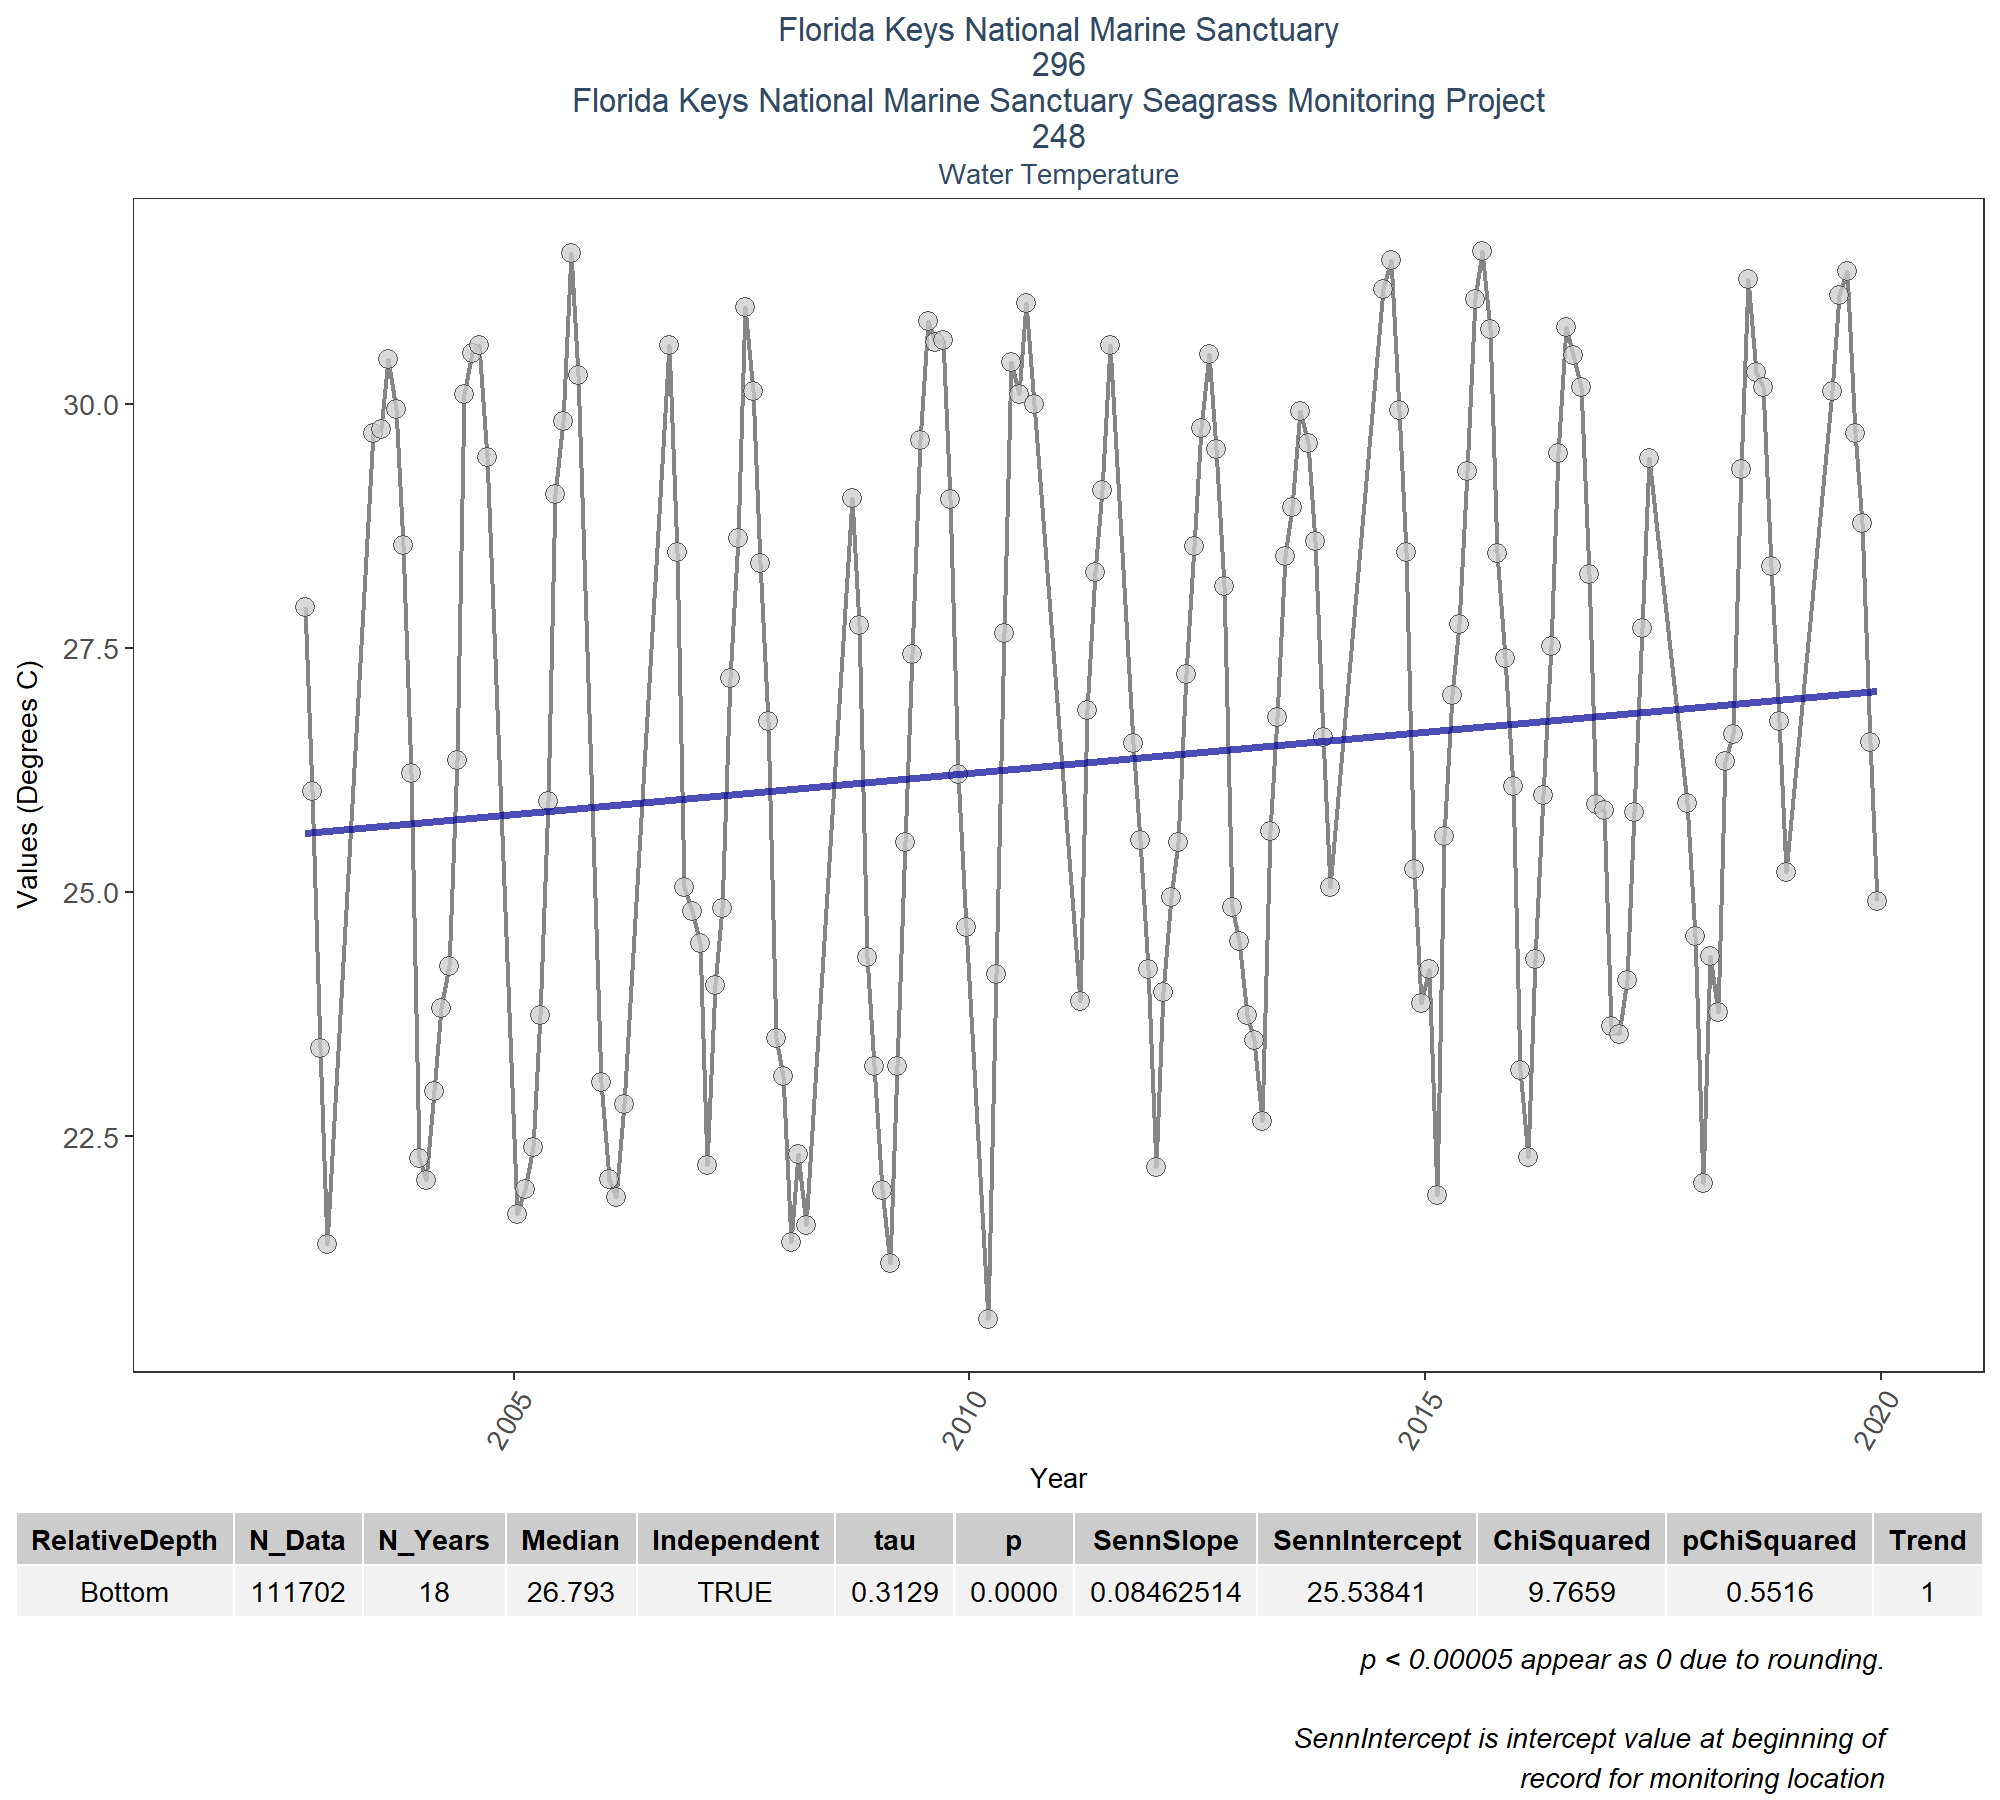 Florida Keys National Marine Sanctuary
296
Florida Keys National Marine Sanctuary Seagrass Monitoring Project
248
Water Temperature
Values (Degrees C)
30.0
27.5
25.0
22.5
2005
2010
2015
2020
Year
RelativeDepth N_Data N_Years Median Independent tau p SennSlope SennIntercept ChiSquared pChiSquared Trend
Bottom 111702 18 26.793 TRUE 0.3129 0.0000 0.08462514 25.53841 9.7659 0.5516 1
p < 0.00005 appear as 0 due to rounding.
SennIntercept is intercept value at beginning of
record for monitoring location